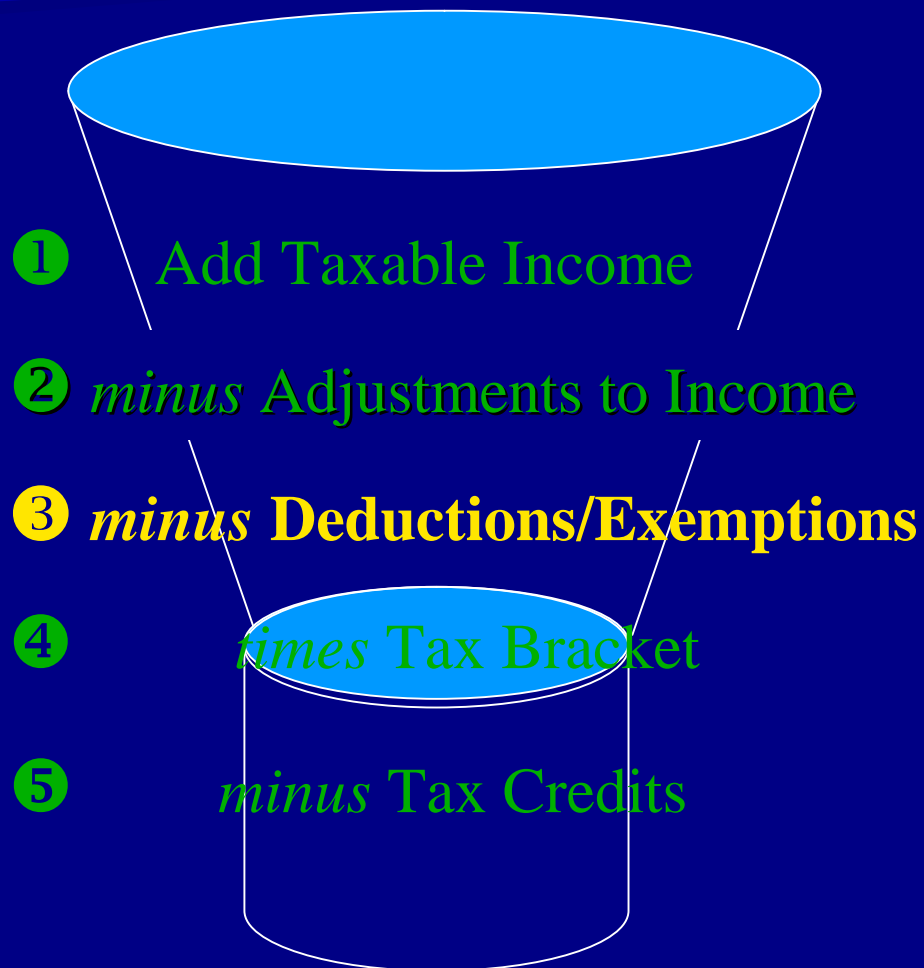 ❶ Add Taxable Income
❷ minus Adjustments to Income
❸ minus Deductions/Exemptions
❹ times Tax Bracket
❺ minus Tax Credits